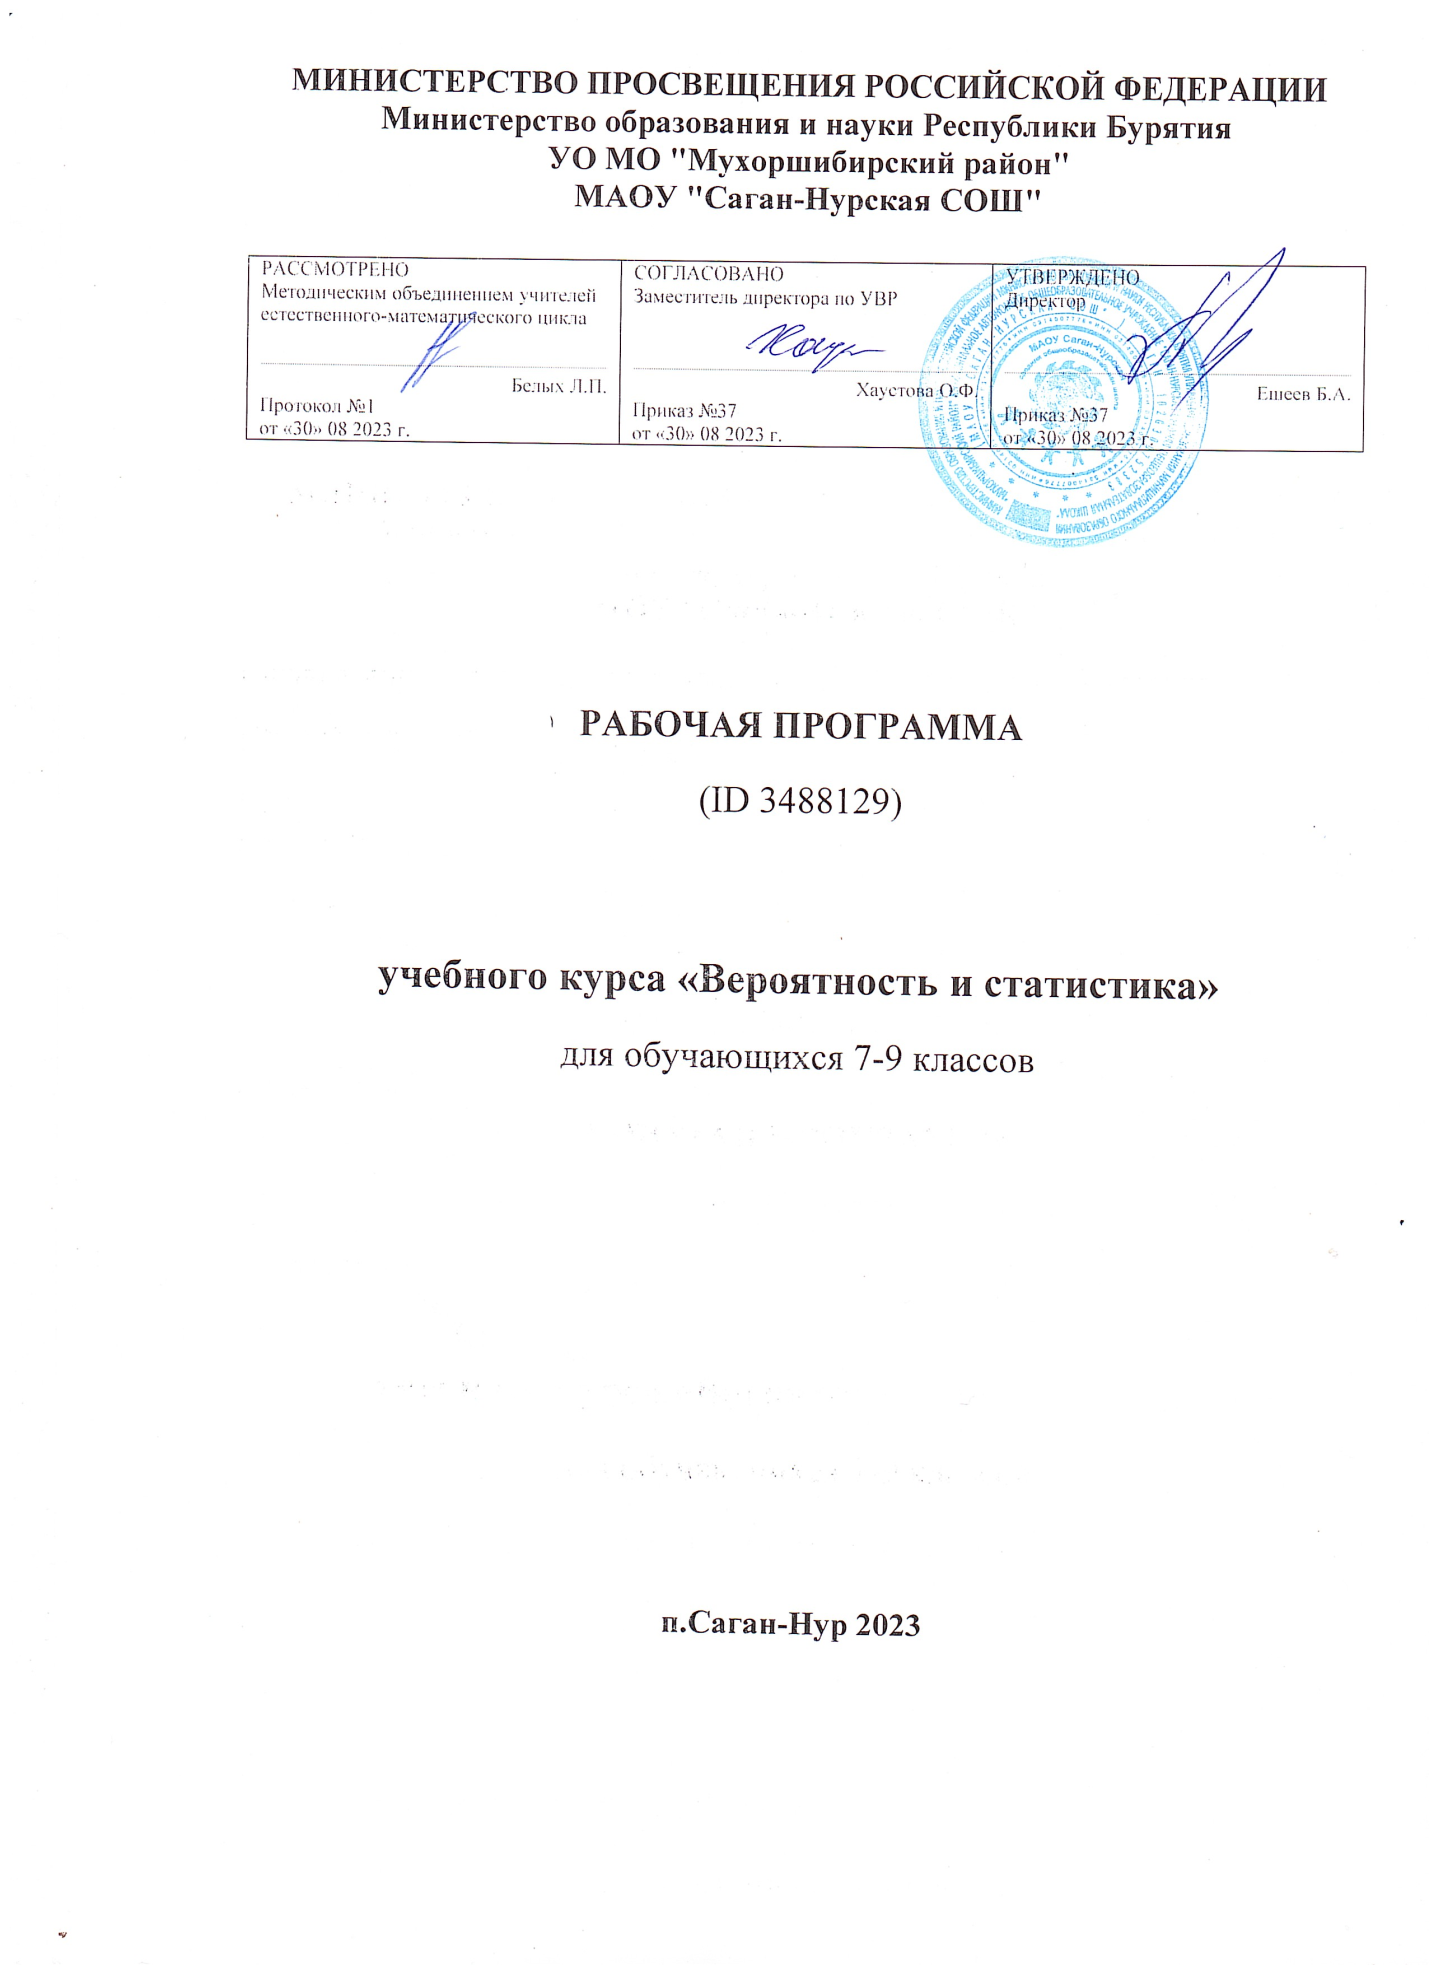 МИНИСТЕРСТВО ПРОСВЕЩЕНИЯ РОССИЙСКОЙ ФЕДЕРАЦИИ
Министерство образования и науки Республики Бурятия
УО МО "Мухоршибирский район"
МАОУ "Саган-Нурская СОШ"
РАССМОТРЕНО
Методическим объединением учителей
естественного-математического цикла
Белых Л.П.
Протокол №1
от «30» 08 2023 г.
СОГЛАСОВАНО
Заместитель директора по УВР
Хаустова О.Ф.
Приказ №37
от «30» 08 2023 г.
УТВЕРЖДЕНО
Директор
Ешеев Б.А.
Приказ №37
от «30» 08 2023 г.
МАОУ Саган-Нурская
РАБОЧАЯ ПРОГРАММА
(ID 3488129)
учебного курса «Вероятность и статистика»
для обучающихся 7-9 классов
п.Саган-Нур 2023